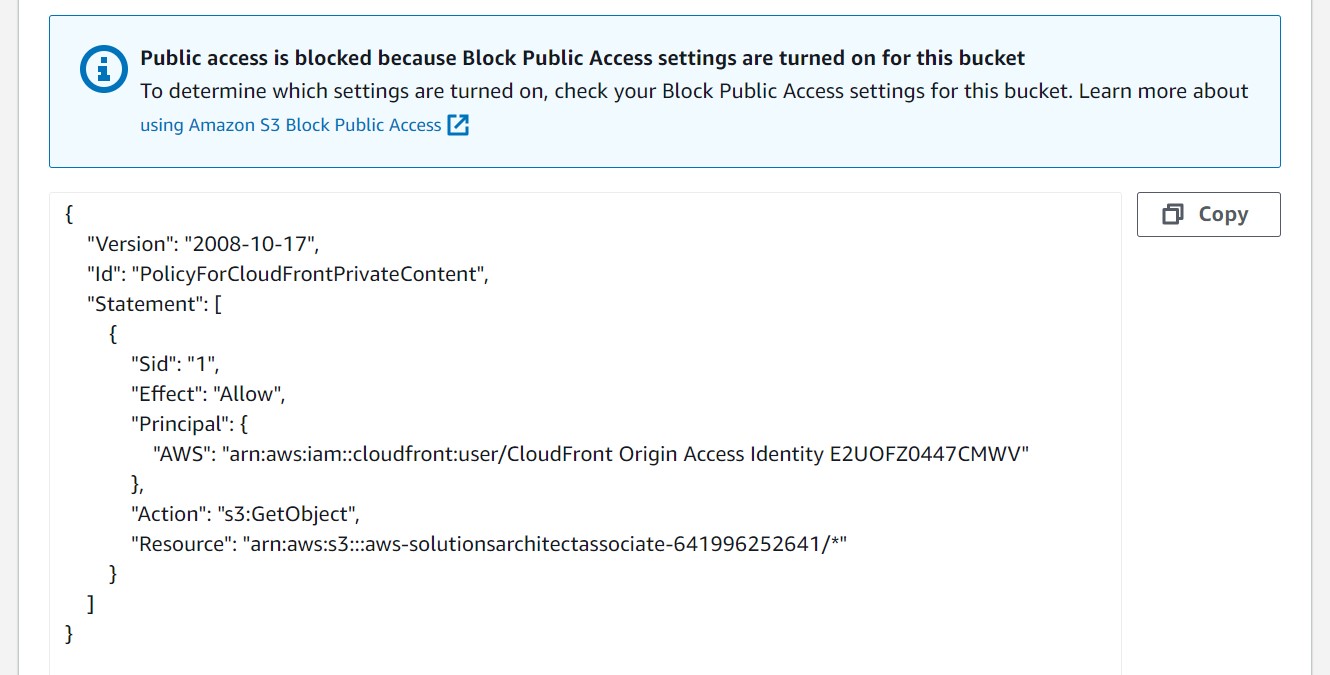 Public access is blocked because Block Public Access settings are turned on for this bucket
To determine which settings are turned on, check your Block Public Access settings for this bucket. Learn more about
using Amazon S3 Block Public Access
Copy
{
"Version": "2008-10-17",
"Id": "PolicyForCloudFrontPrivateContent",
"Statement": [
{
"Sid": "1",
"Effect": "Allow",
"Principal": {
"AWS": "arn:aws:iam::cloudfront:user/CloudFront Origin Access Identity E2UOFZ0447CMWV"
},
"Action": "s3:GetObject",
"Resource": "arn:aws:s3:::aws-solutionsarchitectassociate-641996252641/*"
}
]
}